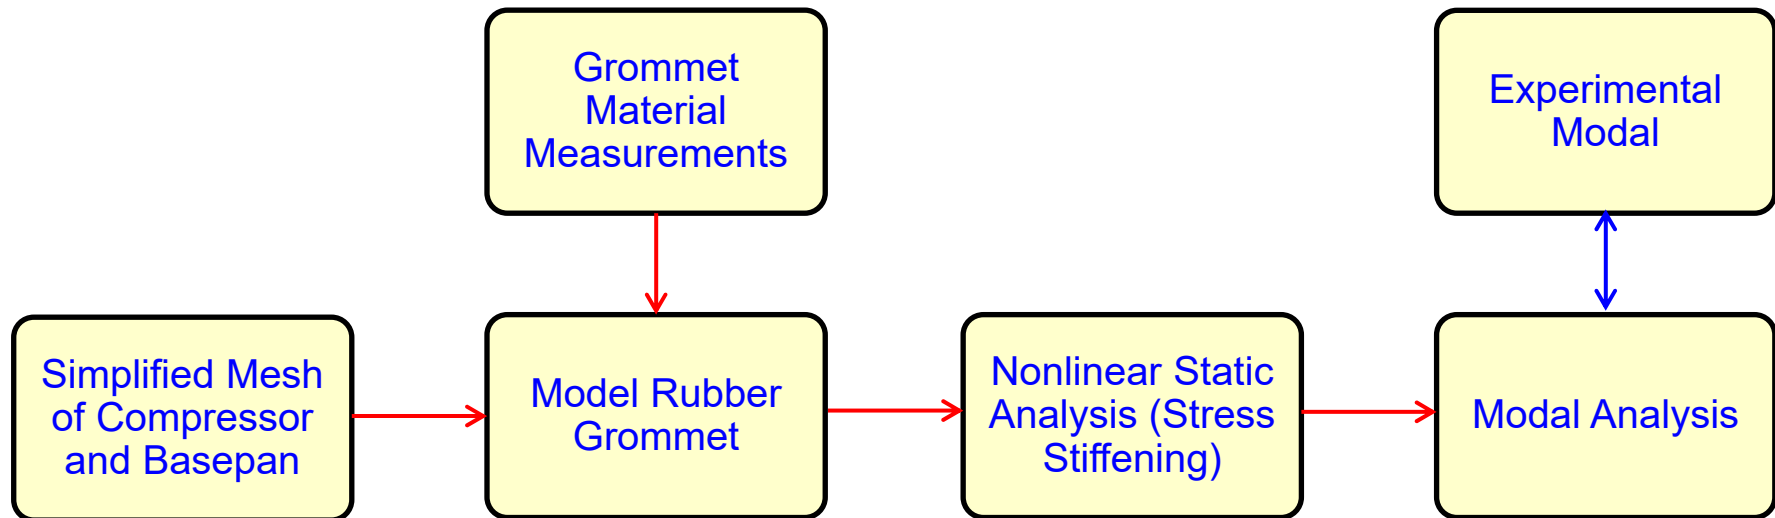 Grommet
Material
Measurements
Experimental
Modal
Simplified Mesh
of Compressor
and Basepan
Model Rubber
Grommet
Nonlinear Static
Analysis (Stress
Stiffening)
Modal Analysis